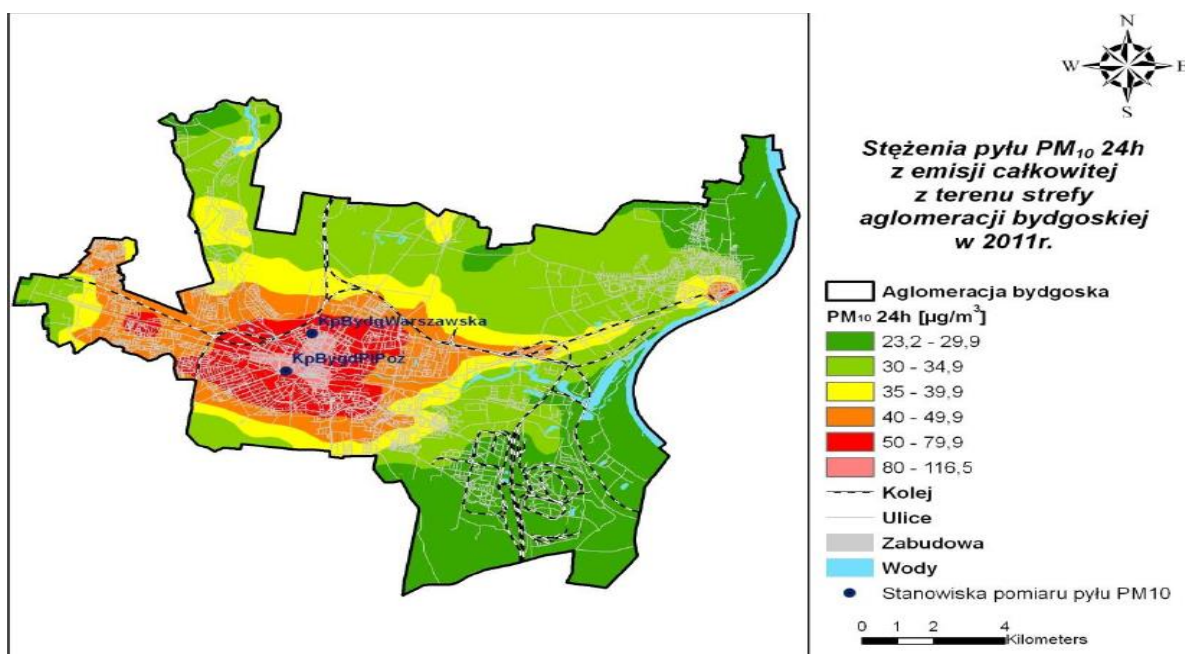 N
W E
S
Stężenia pyłu PM10 24h
z emisji całkowitej
z terenu strefy
aglomeracji bydgoskiej
w 2011r.
Aglomeracja bydgoska
PM10 24h [µg/m³]
23,2 - 29,9
30 - 34,9
35 - 39,9
40 - 49,9
50 - 79,9
80 - 116,5
Kolej
Ulice
Zabudowa
Wody
Stanowiska pomiaru pyłu PM10
0 1 2 4
Kilometers
KpBydgWarszawska
KpBygdPlPoz